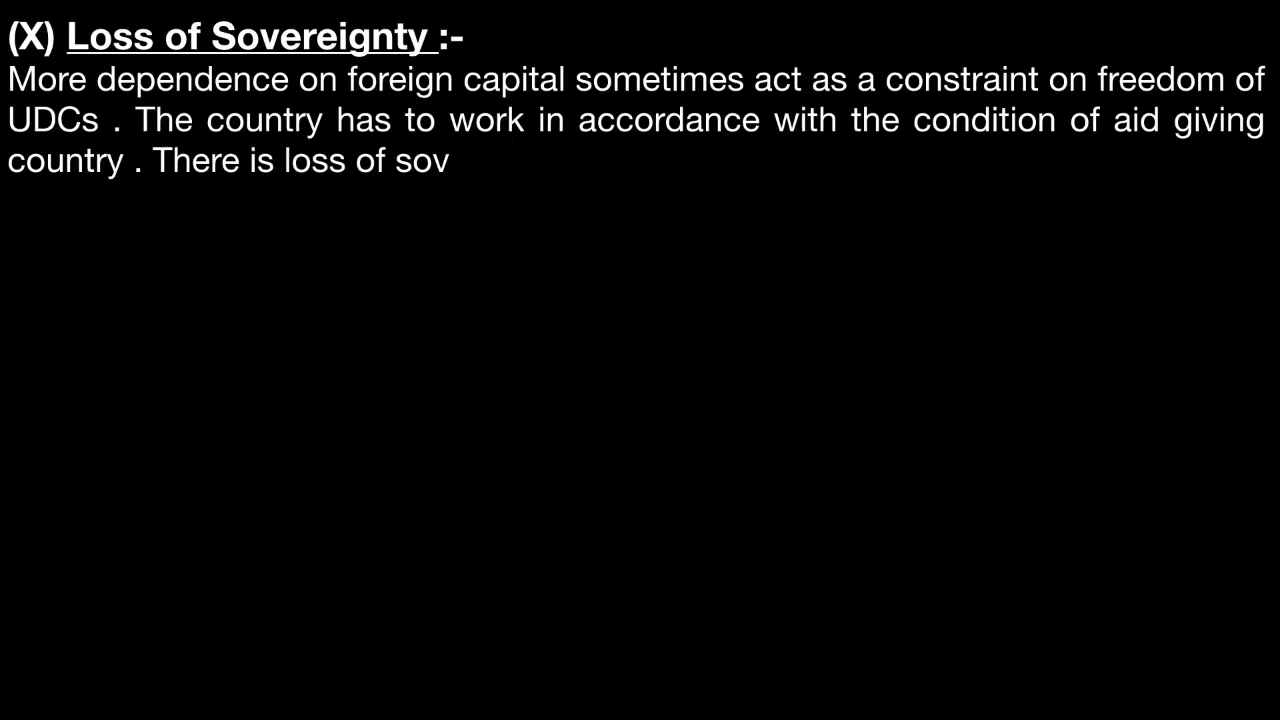 (X) Loss of Sovereignty :-
More dependence on foreign capital sometimes act as a constraint on freedom of
UDCs . The country has to work in accordance with the condition of aid giving
country . There is loss of sov